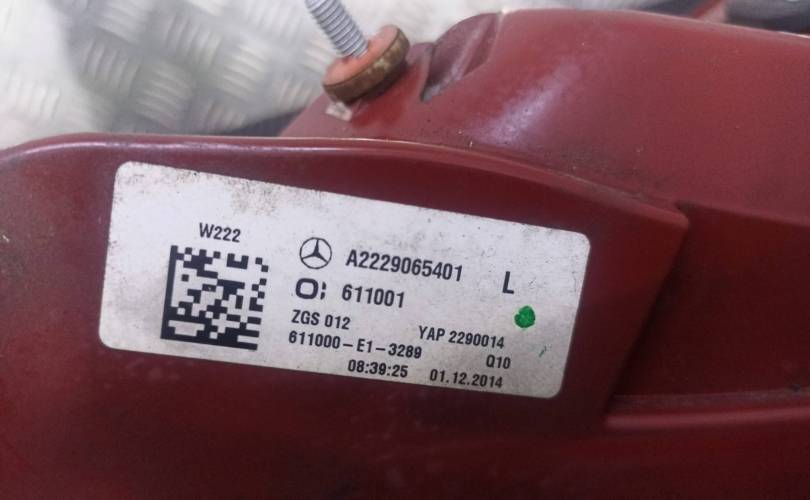 W222
A2229065401 L
611001
ZGS 012 YAP 2290014
611000-E1-3289 Q10
08:39:25 01.12.2014